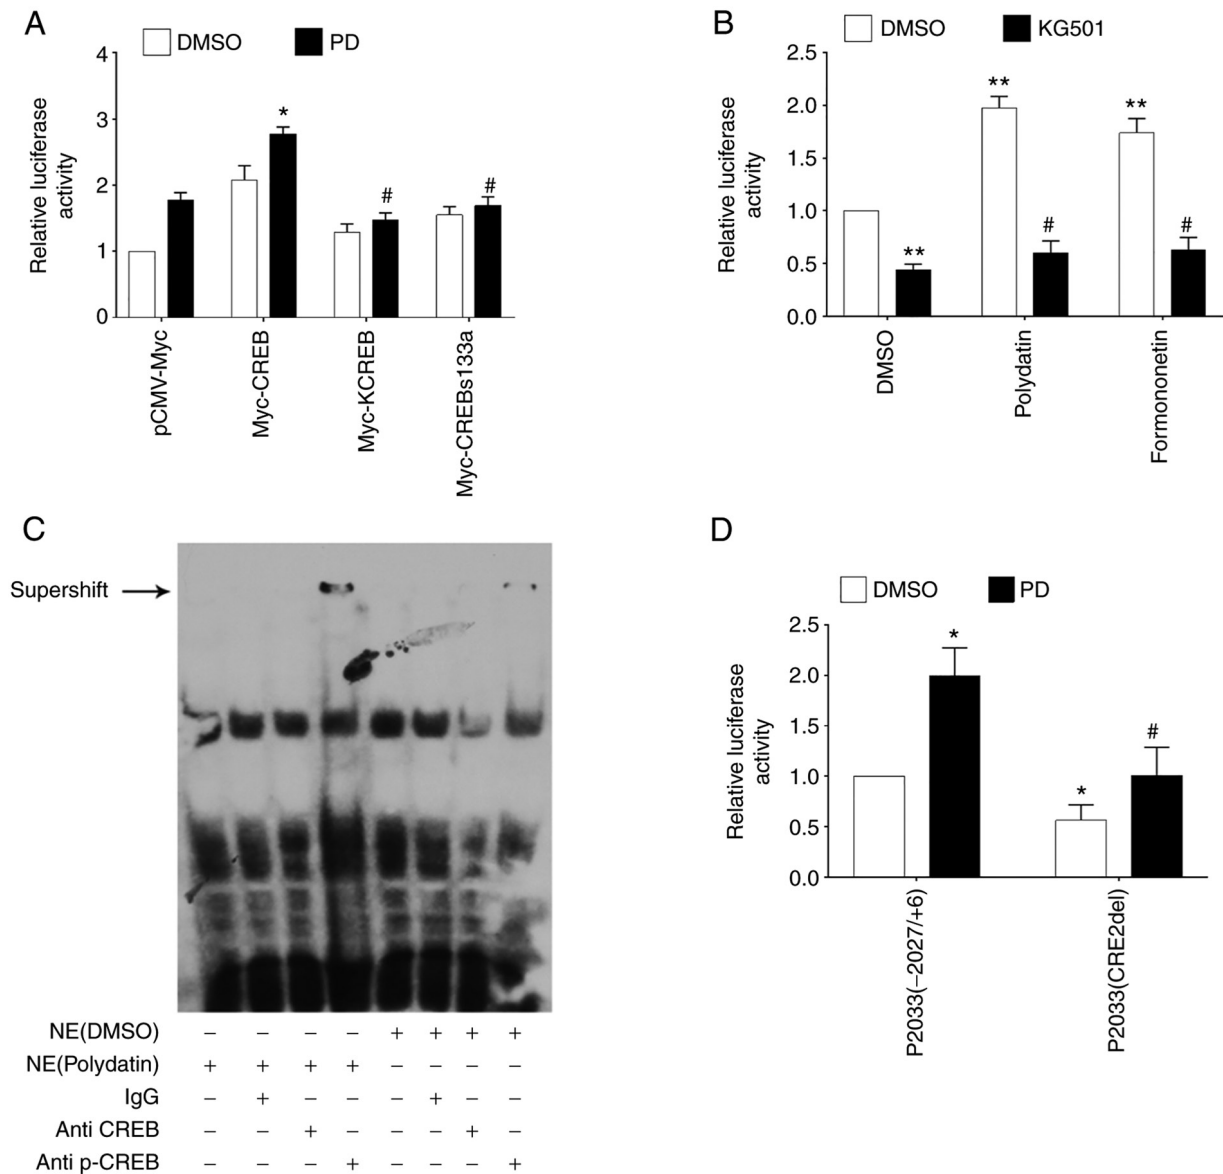 A
DMSO
PD
Relative luciferase
activity
4
3
2
1
0
*
#
#
pCMV-Myc
Myc-CREB
Myc-KCREB
Myc-CREBs133a
B
DMSO
KG501
Relative luciferase
activity
2.5
2.0
1.5
1.0
0.5
0.0
**
**
#
**
#
DMSO
Polydatin
Formononetin
C
Supershift
NE(DMSO) – – – – + + + +
NE(Polydatin) + + + + – – – –
IgG – + – – – + – –
Anti CREB – – + – – – + –
Anti p-CREB – – – + – – – +
D
DMSO
PD
Relative luciferase
activity
2.5
2.0
1.5
1.0
0.5
0.0
*
*
#
P2033(−2027/+6)
P2033(CRE2del)